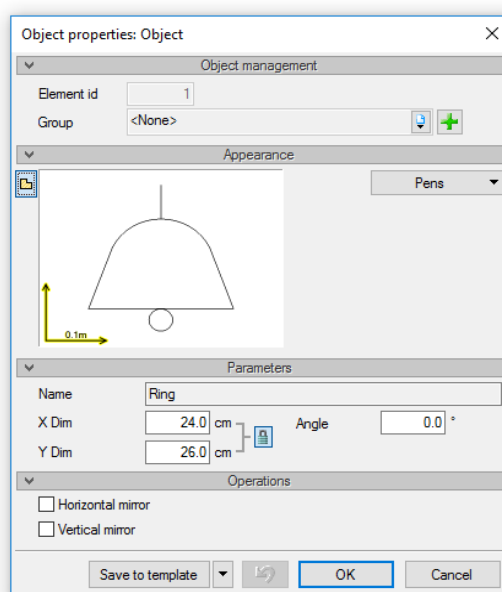 Object properties: Object
Object management
Element id 1
Group <None>
Appearance
Pens
0.1m
Parameters
Name Ring
X Dim 24.0 cm Angle 0.0 °
Y Dim 26.0 cm
Operations
Horizontal mirror
Vertical mirror
Save to template OK Cancel